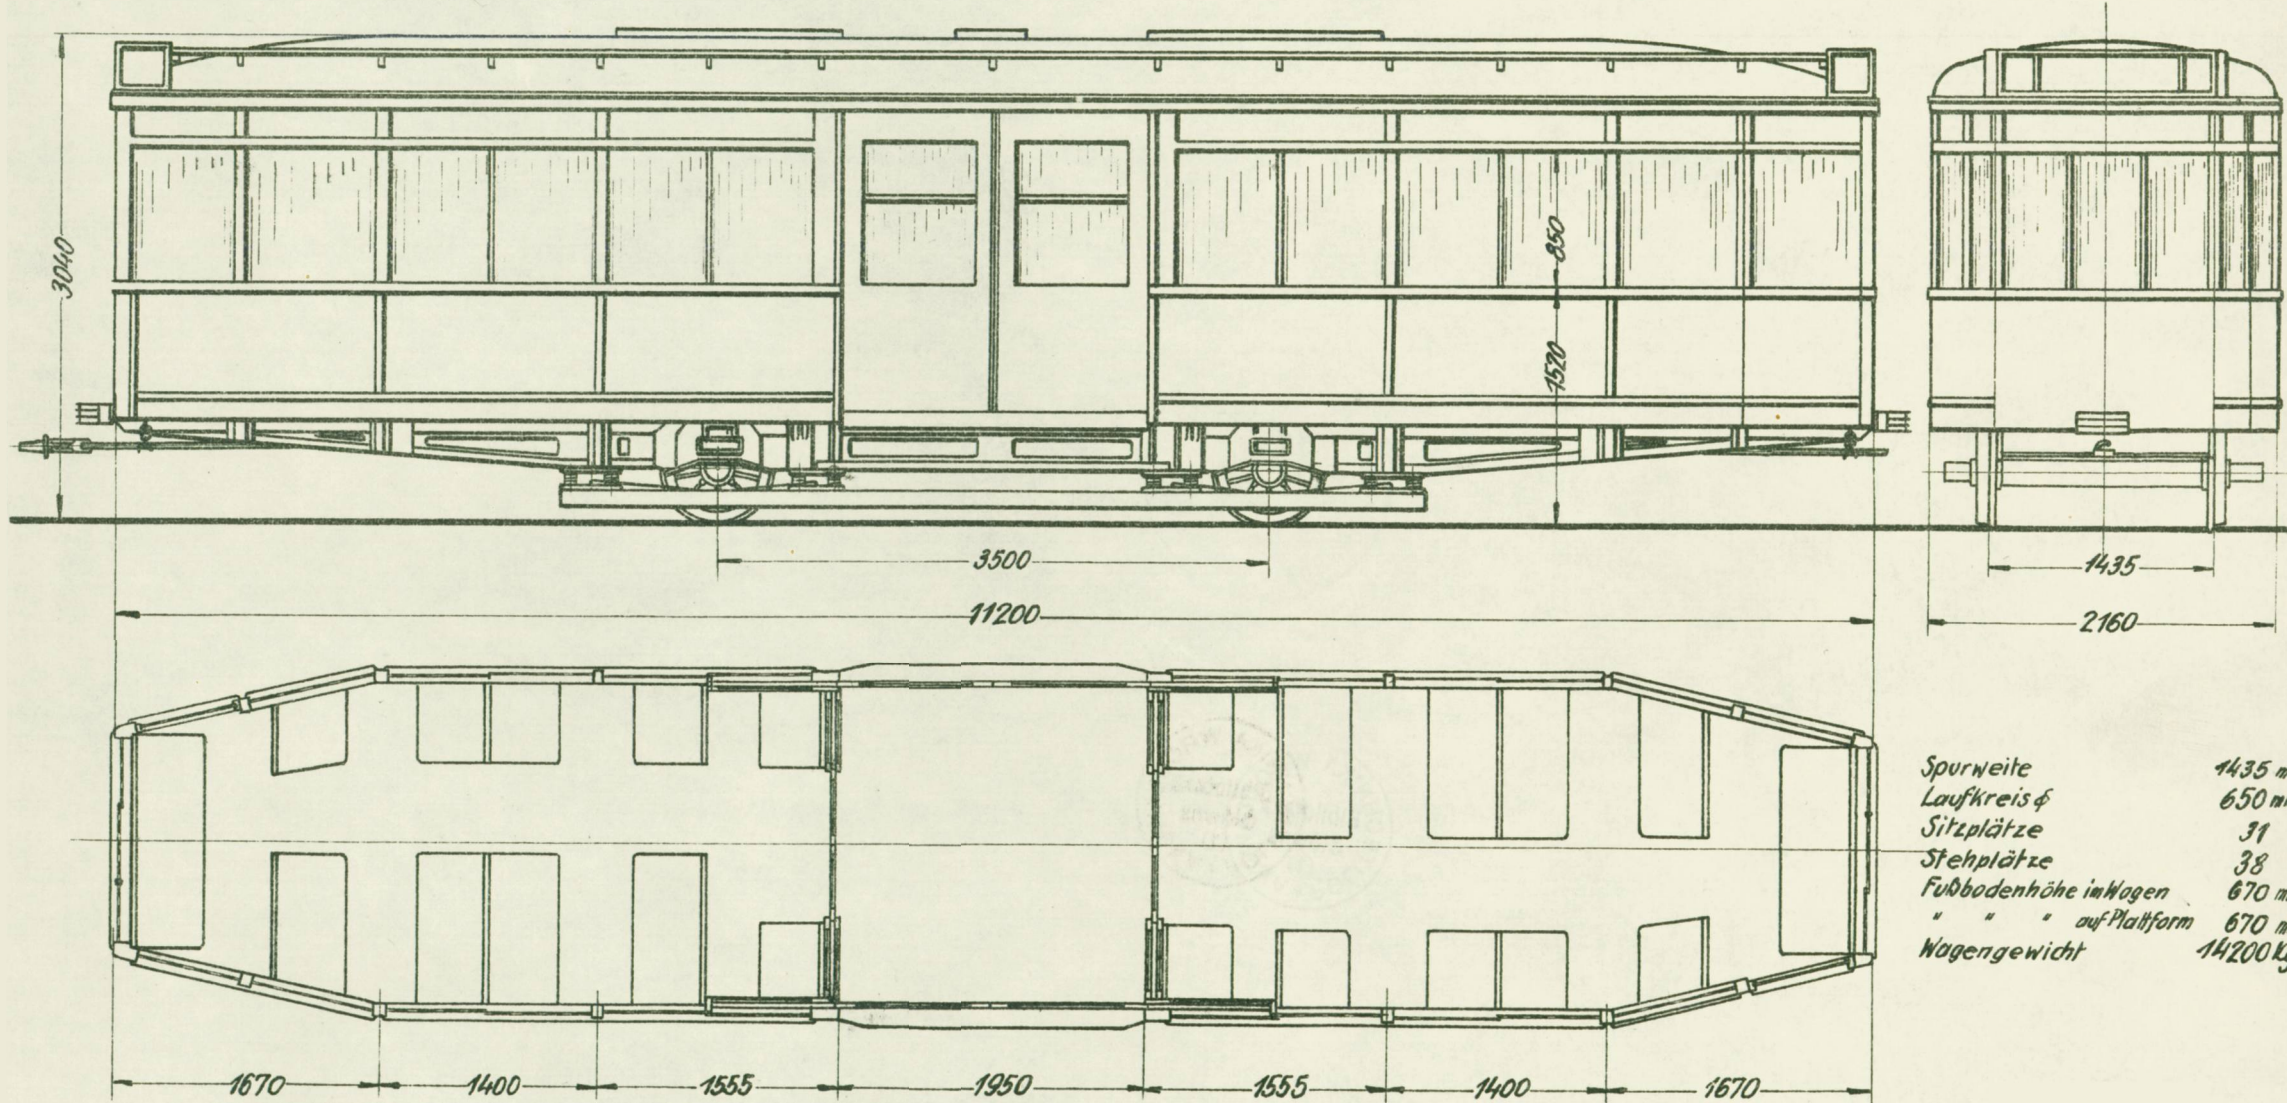 3040
850
1520
3500
11200
1435
2160
Spurweite 1435 m
Laufkreis ϕ 650 m
Sitzplätze 31
Stehplätze 38
Fußbodenhöhe im Wagen 670 m
" " " auf Plattform 670 m
Wagengewicht 14200 kg
1670 1400 1555 1950 1555 1400 1670